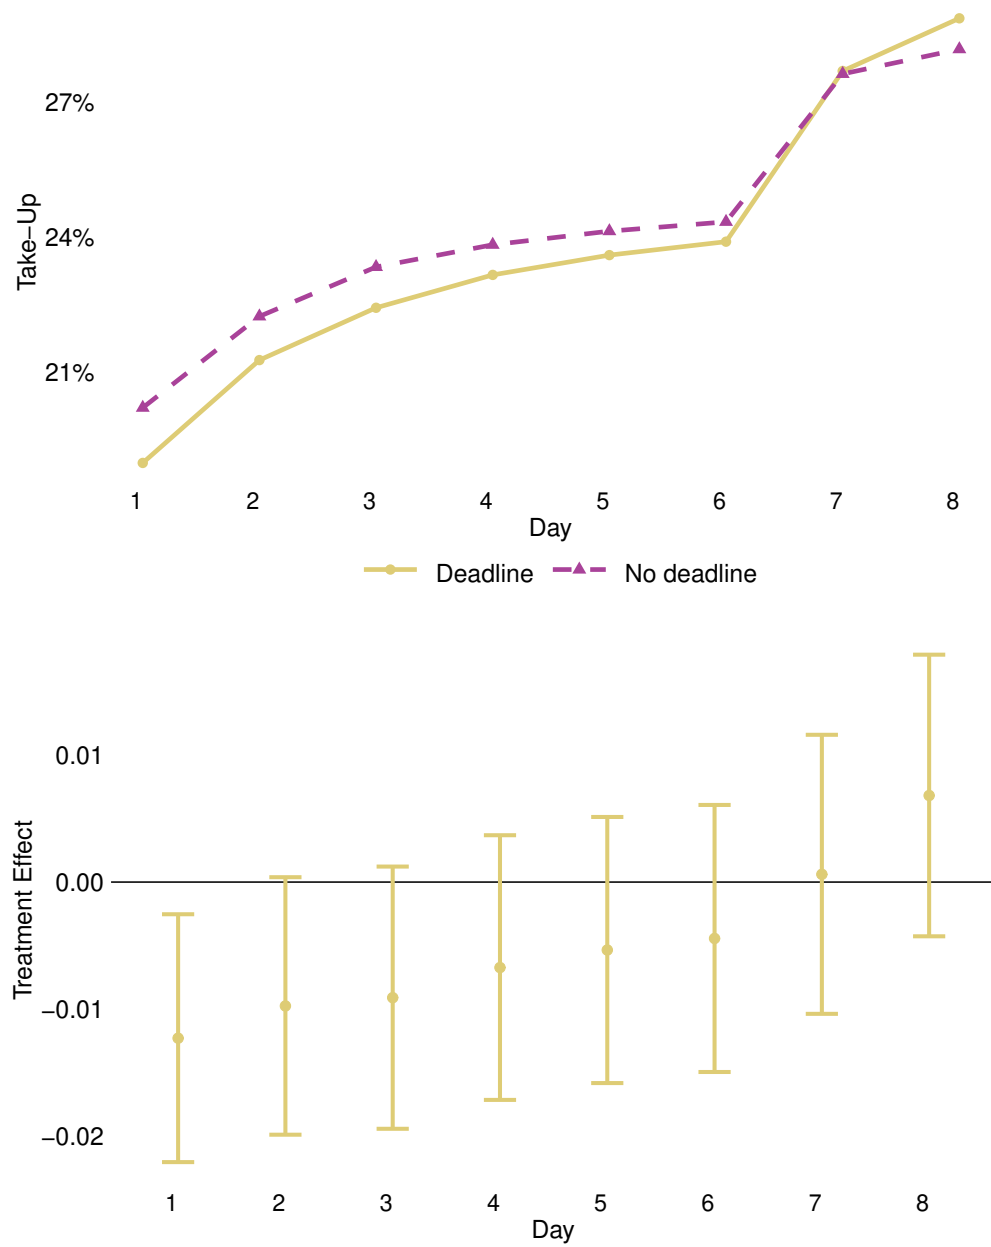 27%
24%
21%
Take–Up
1 2 3 4 5 6 7 8
Day
Deadline No deadline
0.01
0.00
−0.01
−0.02
Treatment Effect
1 2 3 4 5 6 7 8
Day